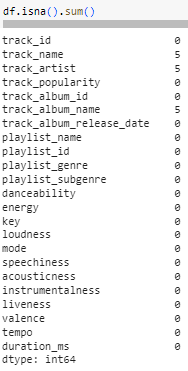 df.isna().sum()
track_id 0
track_name 5
track_artist 5
track_popularity 0
track_album_id 0
track_album_name 5
track_album_release_date 0
playlist_name 0
playlist_id 0
playlist_genre 0
playlist_subgenre 0
danceability 0
energy 0
key 0
loudness 0
mode 0
speechiness 0
acousticness 0
instrumentalness 0
liveness 0
valence 0
tempo 0
duration_ms 0
dtype: int64